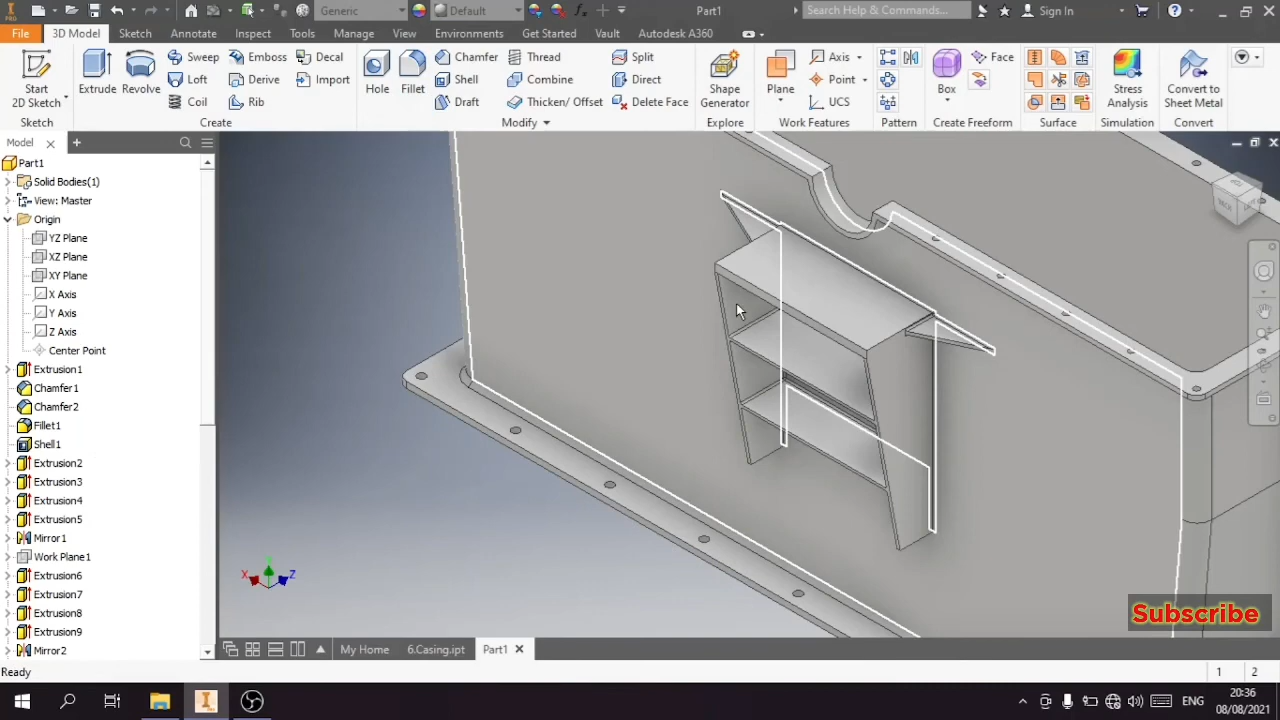 PRO
Generic
Default
Part1
Search Help & Commands...
Sign In
File
3D Model
Sketch
Annotate
Inspect
Tools
Manage
View
Environments
Get Started
Vault
Autodesk A360
Start
2D Sketch
Sketch
Extrude
Revolve
Sweep
Loft
Coil
Emboss
Derive
Rib
Decal
Import
Create
Hole
Fillet
Chamfer
Shell
Draft
Thread
Combine
Thicken/ Offset
Split
Direct
Delete Face
Modify
Shape
Generator
Explore
Plane
Axis
Point
UCS
Work Features
Pattern
Box
Face
Create Freeform
Surface
Stress
Analysis
Simulation
Convert to
Sheet Metal
Convert
Model
Part1
Solid Bodies(1)
View: Master
Origin
YZ Plane
XZ Plane
XY Plane
X Axis
Y Axis
Z Axis
Center Point
Extrusion1
Chamfer1
Chamfer2
Fillet1
Shell1
Extrusion2
Extrusion3
Extrusion4
Extrusion5
Mirror1
Work Plane1
Extrusion6
Extrusion7
Extrusion8
Extrusion9
Mirror2
BACK
X
Y
Z
Subscribe
My Home
6.Casing.ipt
Part1
Ready
1
2
ENG
20:36
08/08/2021